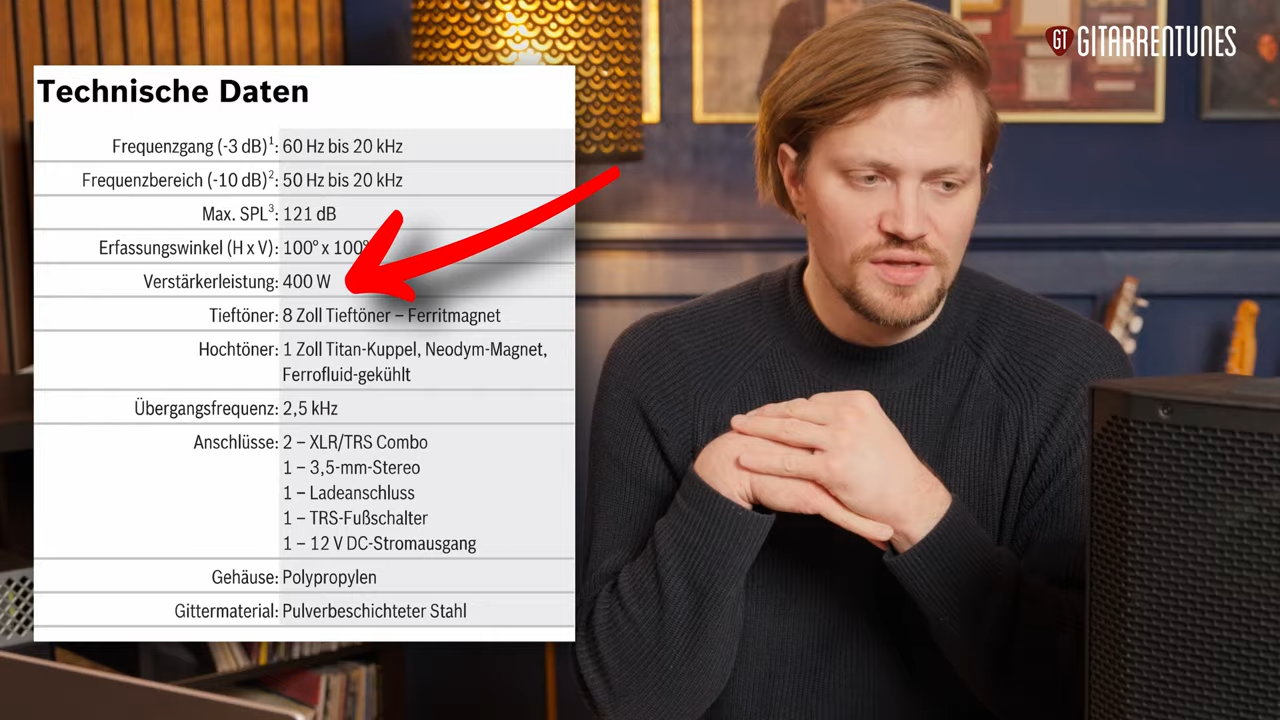 GT GITARRENTUNES
Technische Daten
Frequenzgang (-3 dB)¹: 60 Hz bis 20 kHz
Frequenzbereich (-10 dB)²: 50 Hz bis 20 kHz
Max. SPL³: 121 dB
Erfassungswinkel (H x V): 100° x 100°
Verstärkerleistung: 400 W
Tieftöner: 8 Zoll Tieftöner – Ferritmagnet
Hochtöner: 1 Zoll Titan-Kuppel, Neodym-Magnet,
Ferrofluid-gekühlt
Übergangsfrequenz: 2,5 kHz
Anschlüsse: 2 – XLR/TRS Combo
1 – 3,5-mm-Stereo
1 – Ladeanschluss
1 – TRS-Fußschalter
1 – 12 V DC-Stromausgang
Gehäuse: Polypropylen
Gittermaterial: Pulverbeschichteter Stahl